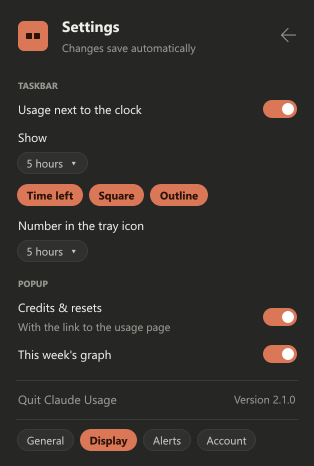 Settings
Changes save automatically
TASKBAR
Usage next to the clock
Show
5 hours
Time left Square Outline
Number in the tray icon
5 hours
POPUP
Credits & resets
With the link to the usage page
This week's graph
Quit Claude Usage Version 2.1.0
General Display Alerts Account